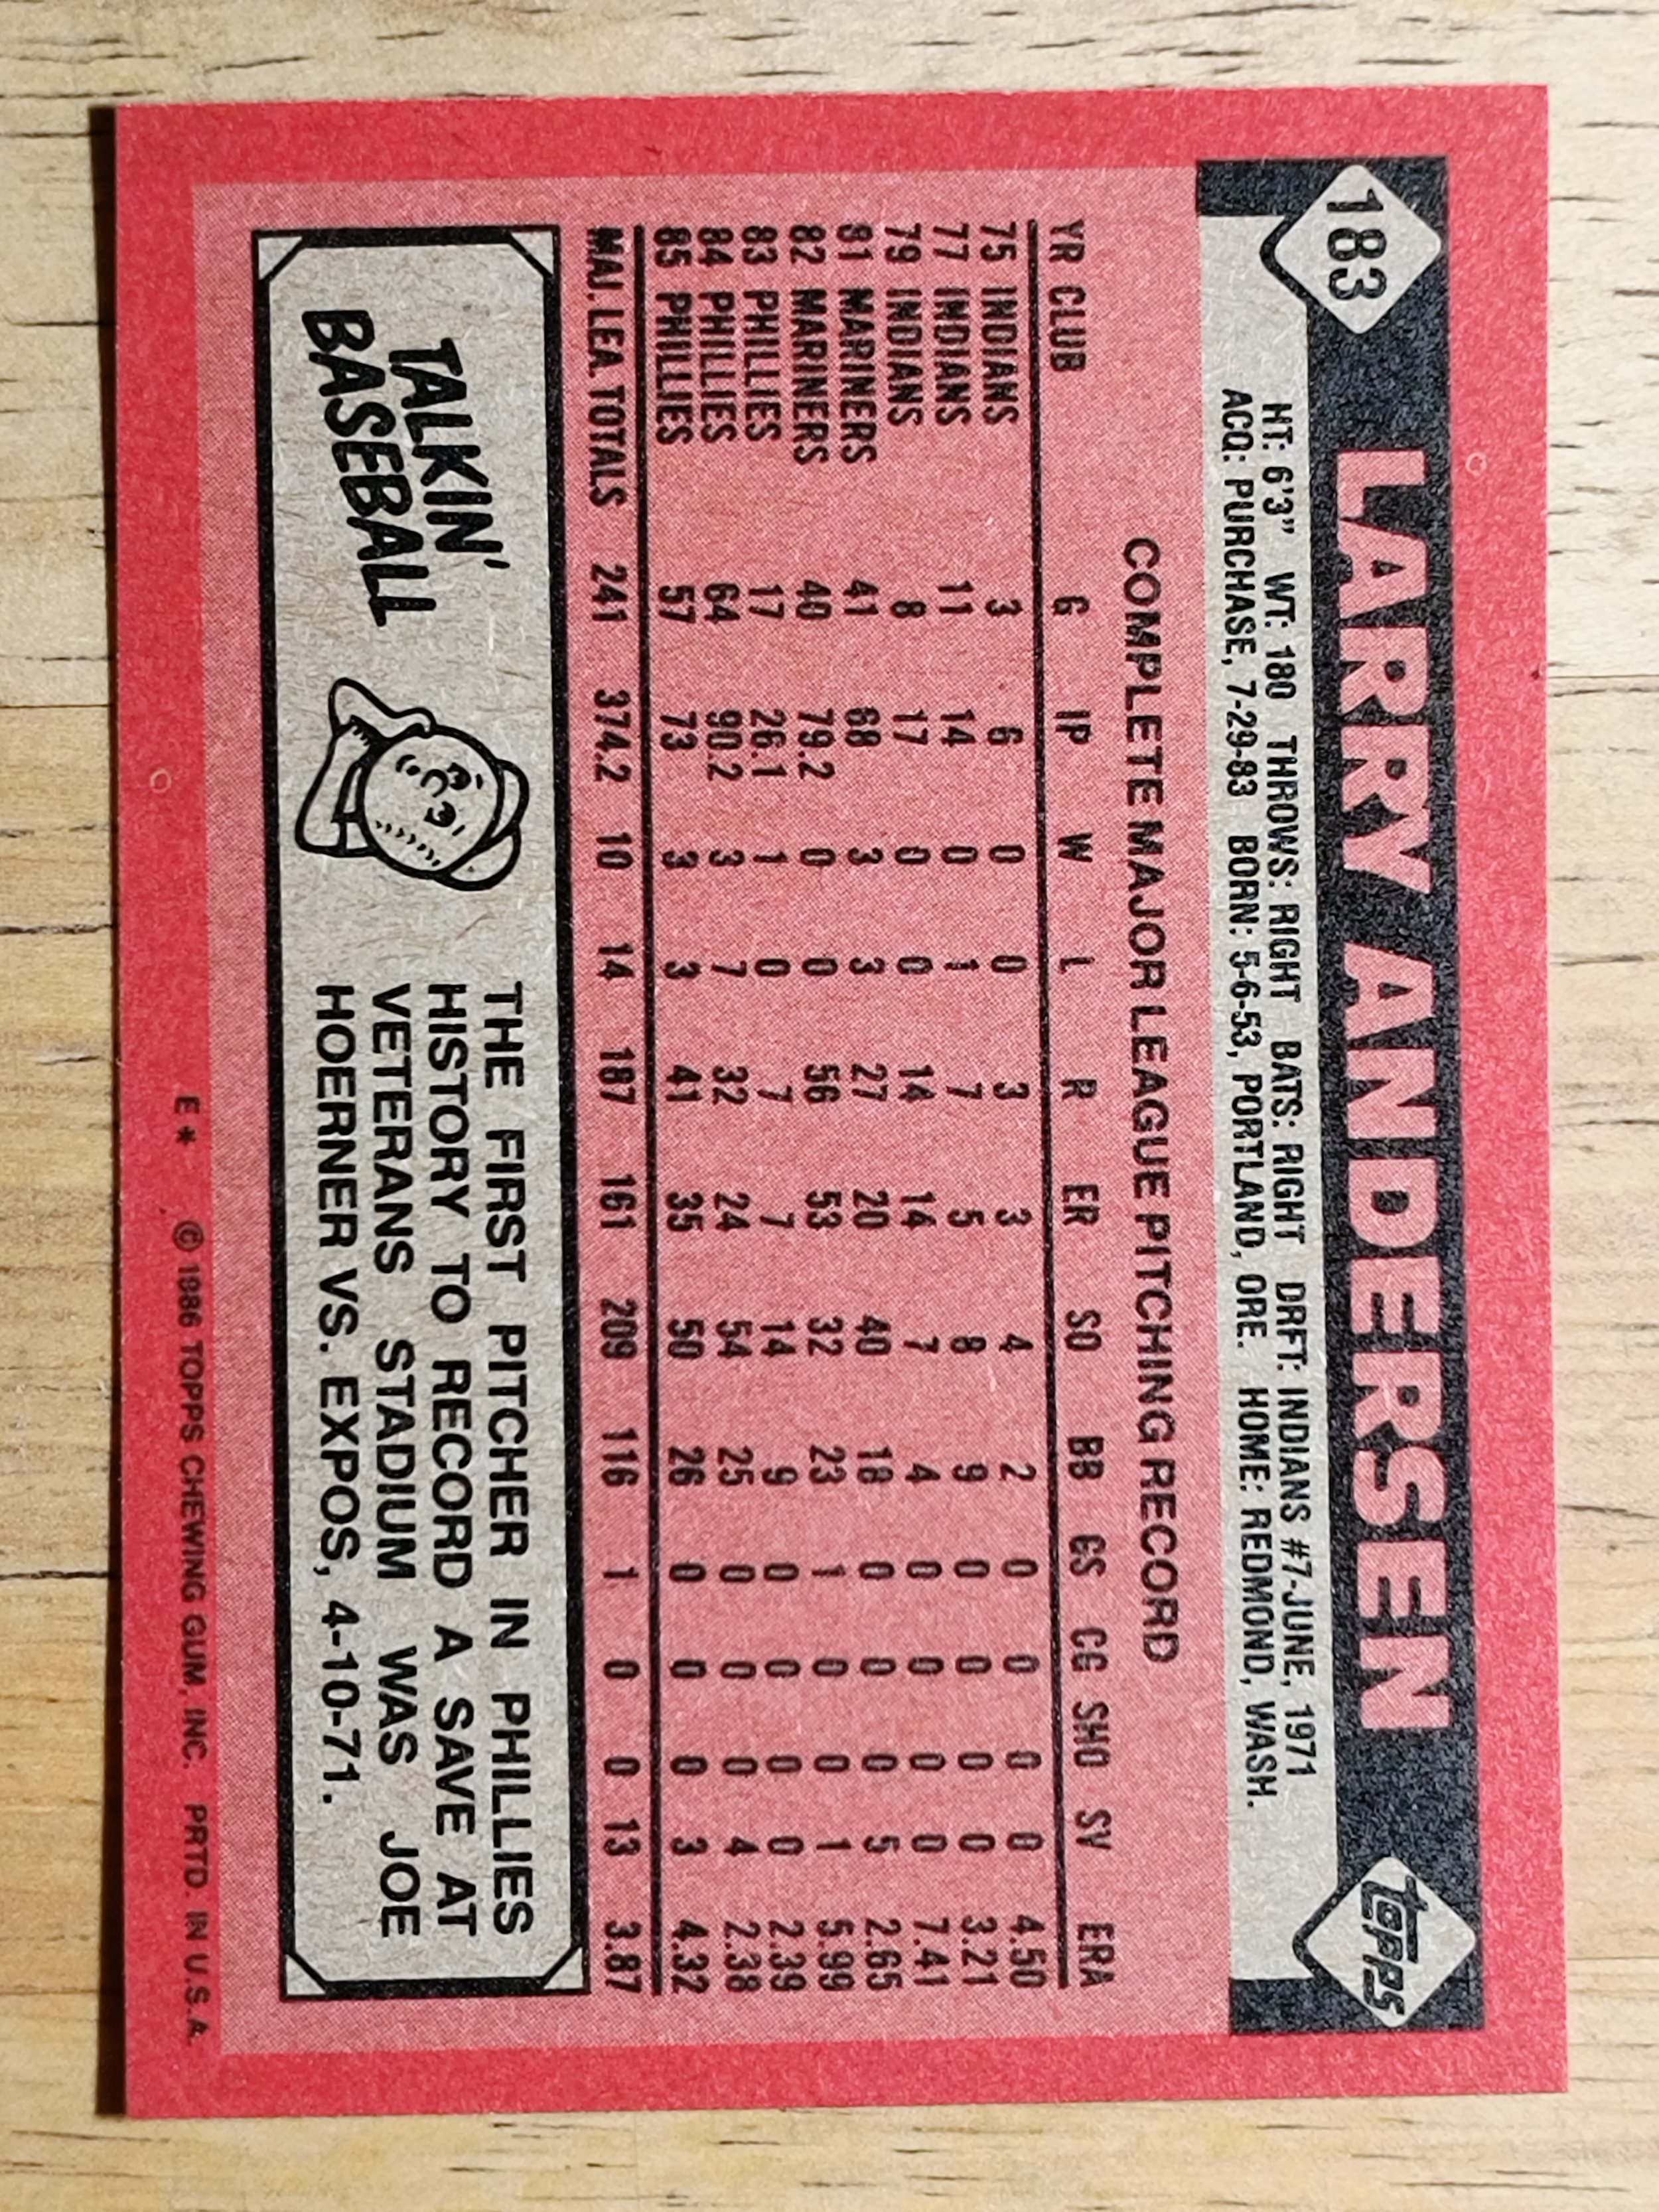 183 LARRY ANDERSEN TOPPS
HT: 6'3" WT: 180 THROWS: RIGHT BATS: RIGHT DRFT: INDIANS #7-JUNE, 1971
ACQ: PURCHASE, 7-29-83 BORN: 5-6-53, PORTLAND, ORE. HOME: REDMOND, WASH.
COMPLETE MAJOR LEAGUE PITCHING RECORD
YR CLUB G IP W L R ER SO BB GS CG SHO SV ERA
75 INDIANS 3 6 0 0 3 3 4 2 0 0 0 0 4.50
77 INDIANS 11 14 0 1 7 5 8 9 0 0 0 0 3.21
79 INDIANS 8 17 0 0 14 14 7 4 0 0 0 0 7.41
81 MARINERS 41 68 3 3 27 20 40 18 0 0 0 5 2.65
82 MARINERS 40 79.2 0 0 56 53 32 23 1 0 0 1 5.99
83 PHILLIES 17 26.1 1 0 7 7 14 9 0 0 0 0 2.39
84 PHILLIES 64 90.2 3 7 32 24 54 25 0 0 0 4 2.38
85 PHILLIES 57 73 3 3 41 35 50 26 0 0 0 3 4.32
MAJ. LEA. TOTALS 241 374.2 10 14 187 161 209 116 1 0 0 13 3.87
TALKIN'
BASEBALL
THE FIRST PITCHER IN PHILLIES
HISTORY TO RECORD A SAVE AT
VETERANS STADIUM WAS JOE
HOERNER VS. EXPOS, 4-10-71.
E* © 1986 TOPPS CHEWING GUM, INC. PRTD. IN U.S.A.